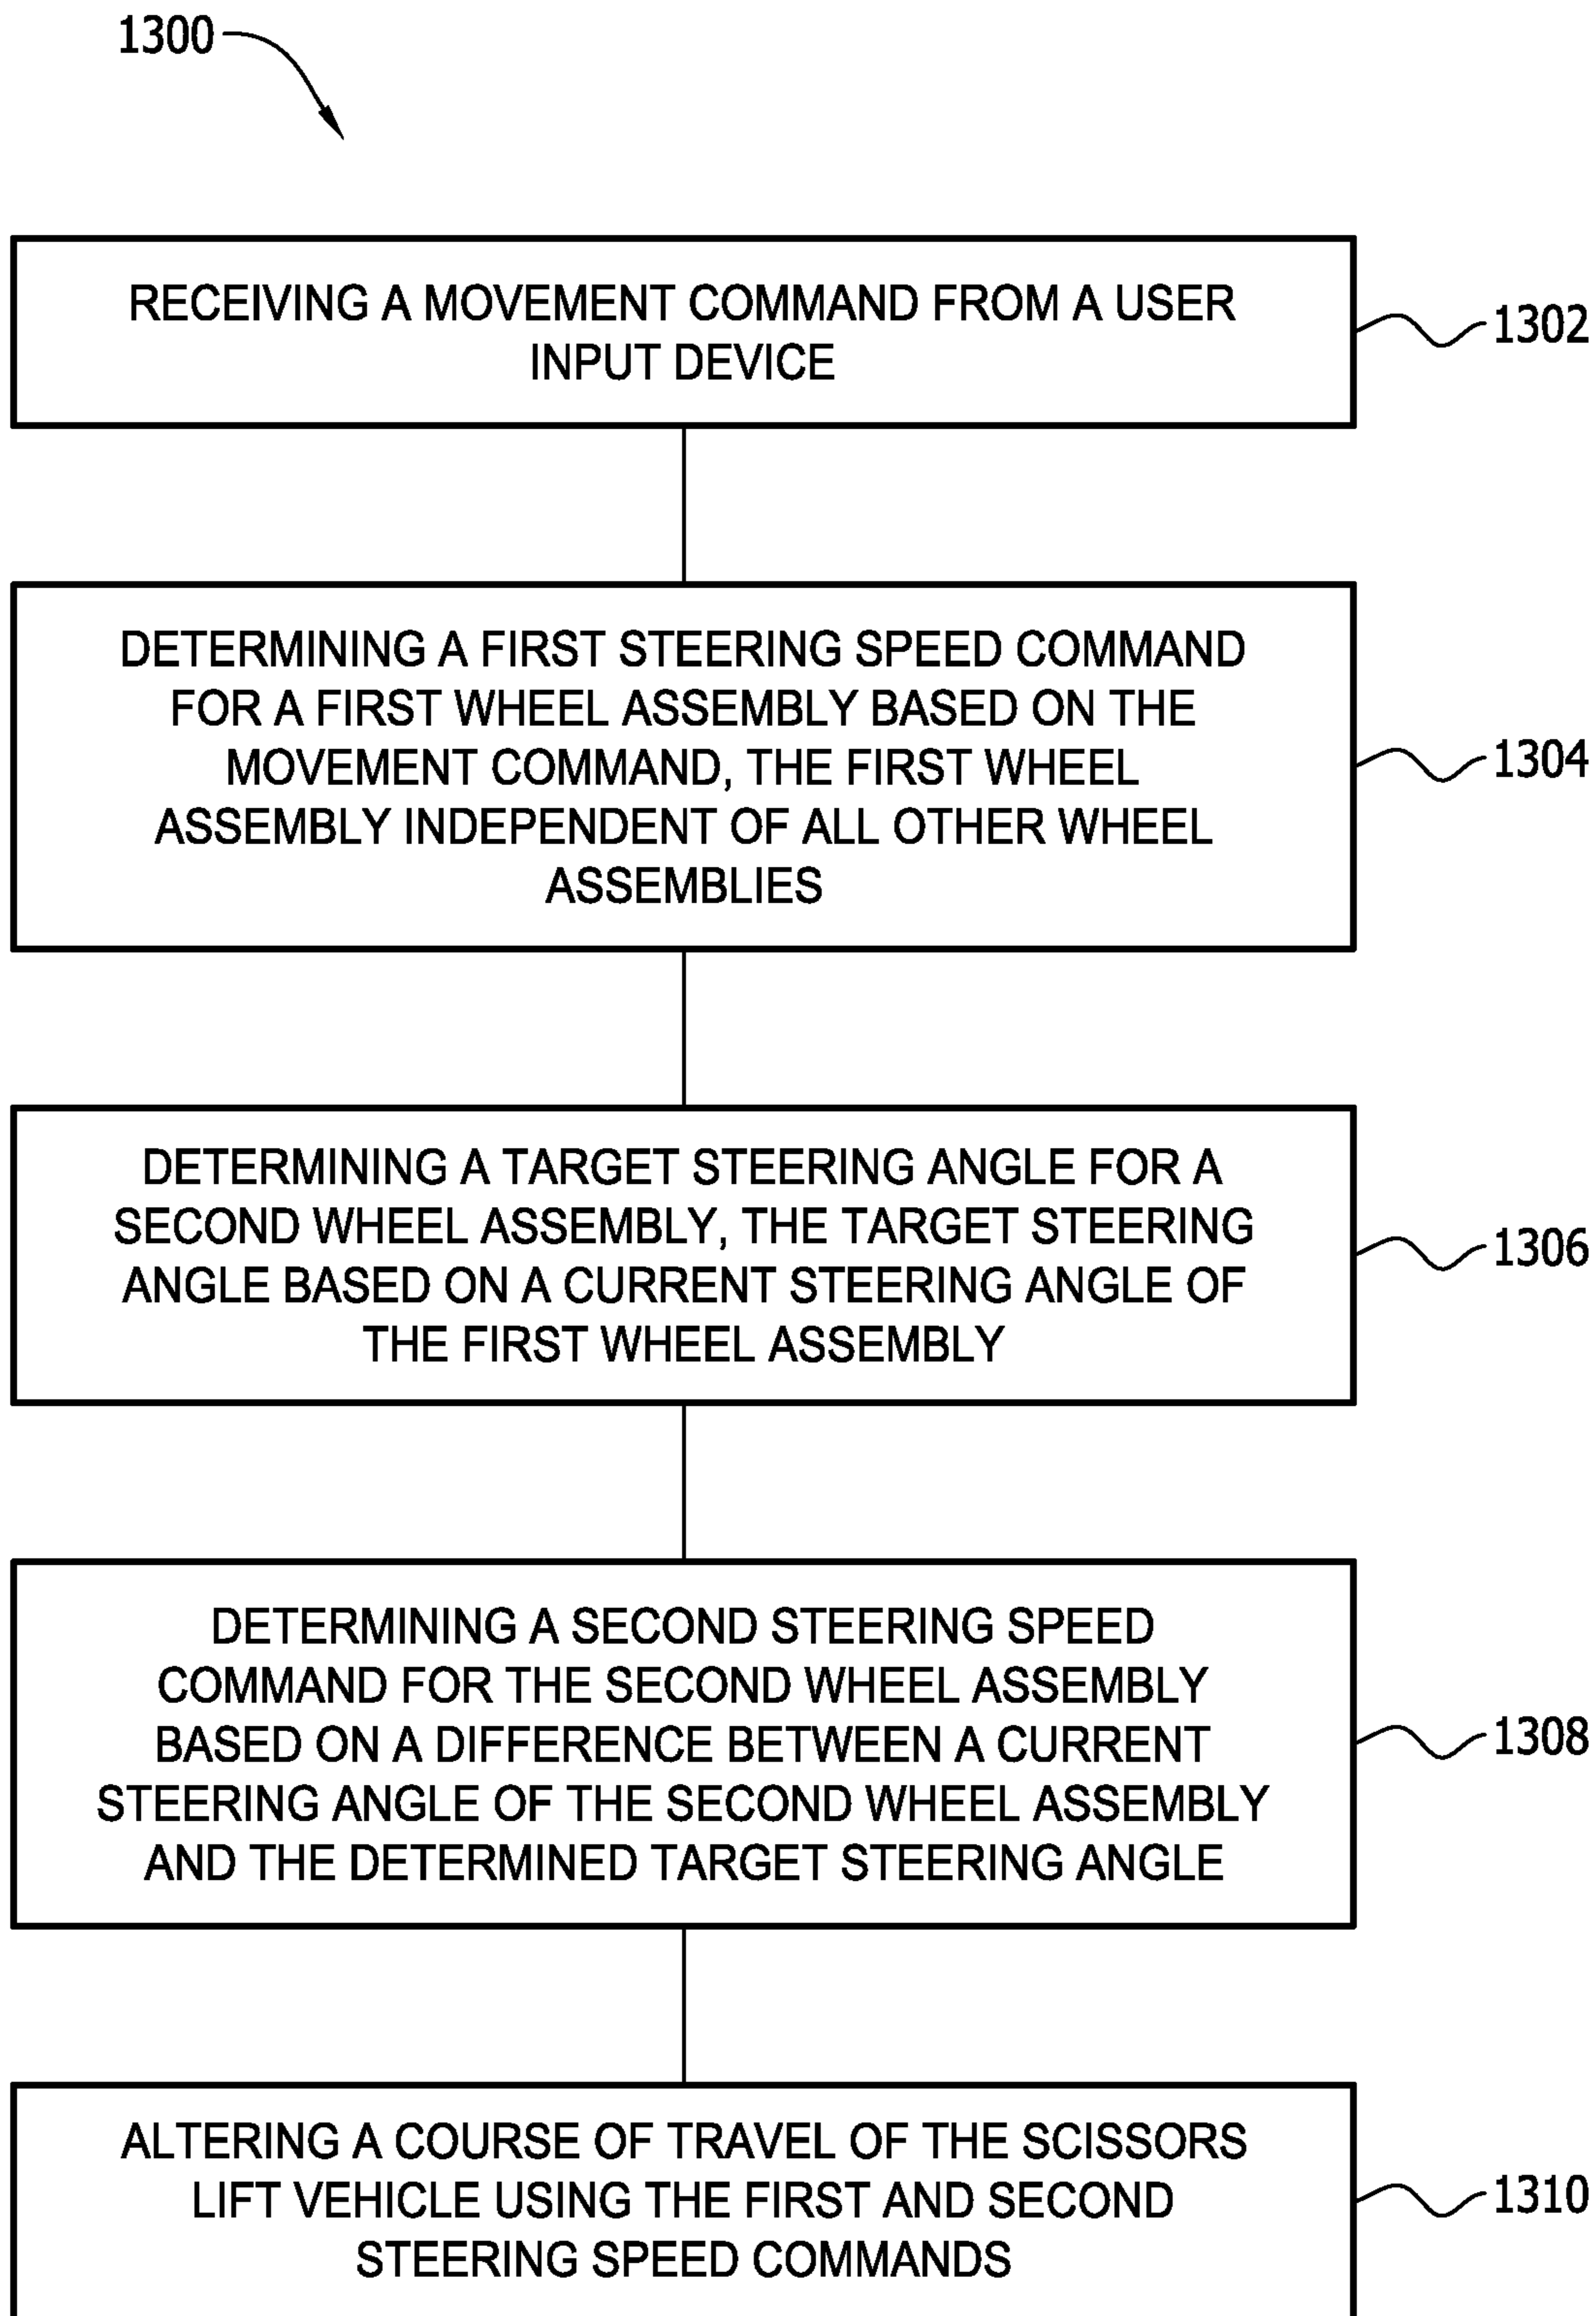 1300
RECEIVING A MOVEMENT COMMAND FROM A USER
INPUT DEVICE
1302
DETERMINING A FIRST STEERING SPEED COMMAND
FOR A FIRST WHEEL ASSEMBLY BASED ON THE
MOVEMENT COMMAND, THE FIRST WHEEL
ASSEMBLY INDEPENDENT OF ALL OTHER WHEEL
ASSEMBLIES
1304
DETERMINING A TARGET STEERING ANGLE FOR A
SECOND WHEEL ASSEMBLY, THE TARGET STEERING
ANGLE BASED ON A CURRENT STEERING ANGLE OF
THE FIRST WHEEL ASSEMBLY
1306
DETERMINING A SECOND STEERING SPEED
COMMAND FOR THE SECOND WHEEL ASSEMBLY
BASED ON A DIFFERENCE BETWEEN A CURRENT
STEERING ANGLE OF THE SECOND WHEEL ASSEMBLY
AND THE DETERMINED TARGET STEERING ANGLE
1308
ALTERING A COURSE OF TRAVEL OF THE SCISSORS
LIFT VEHICLE USING THE FIRST AND SECOND
STEERING SPEED COMMANDS
1310